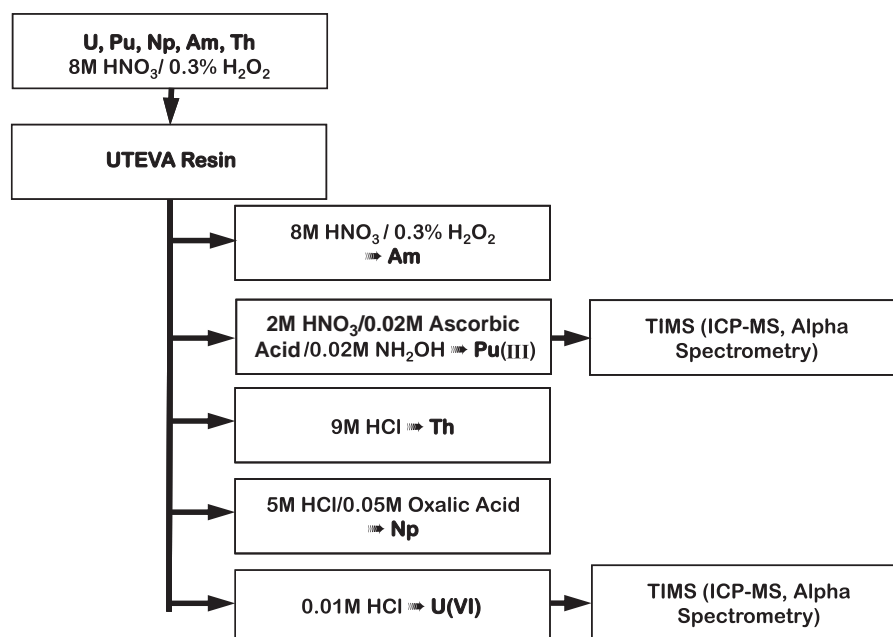 U, Pu, Np, Am, Th
8M HNO₃/ 0.3% H₂O₂
UTEVA Resin
8M HNO₃ / 0.3% H₂O₂
➠ Am
2M HNO₃/0.02M Ascorbic
Acid/0.02M NH₂OH ➠ Pu(III)
TIMS (ICP-MS, Alpha
Spectrometry)
9M HCl ➠ Th
5M HCl/0.05M Oxalic Acid
➠ Np
0.01M HCl ➠ U(VI)
TIMS (ICP-MS, Alpha
Spectrometry)